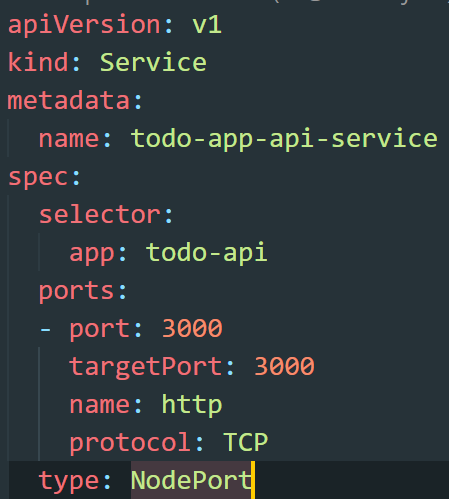 apiVersion: v1
kind: Service
metadata:
  name: todo-app-api-service
spec:
  selector:
    app: todo-api
  ports:
  - port: 3000
    targetPort: 3000
    name: http
    protocol: TCP
  type: NodePort